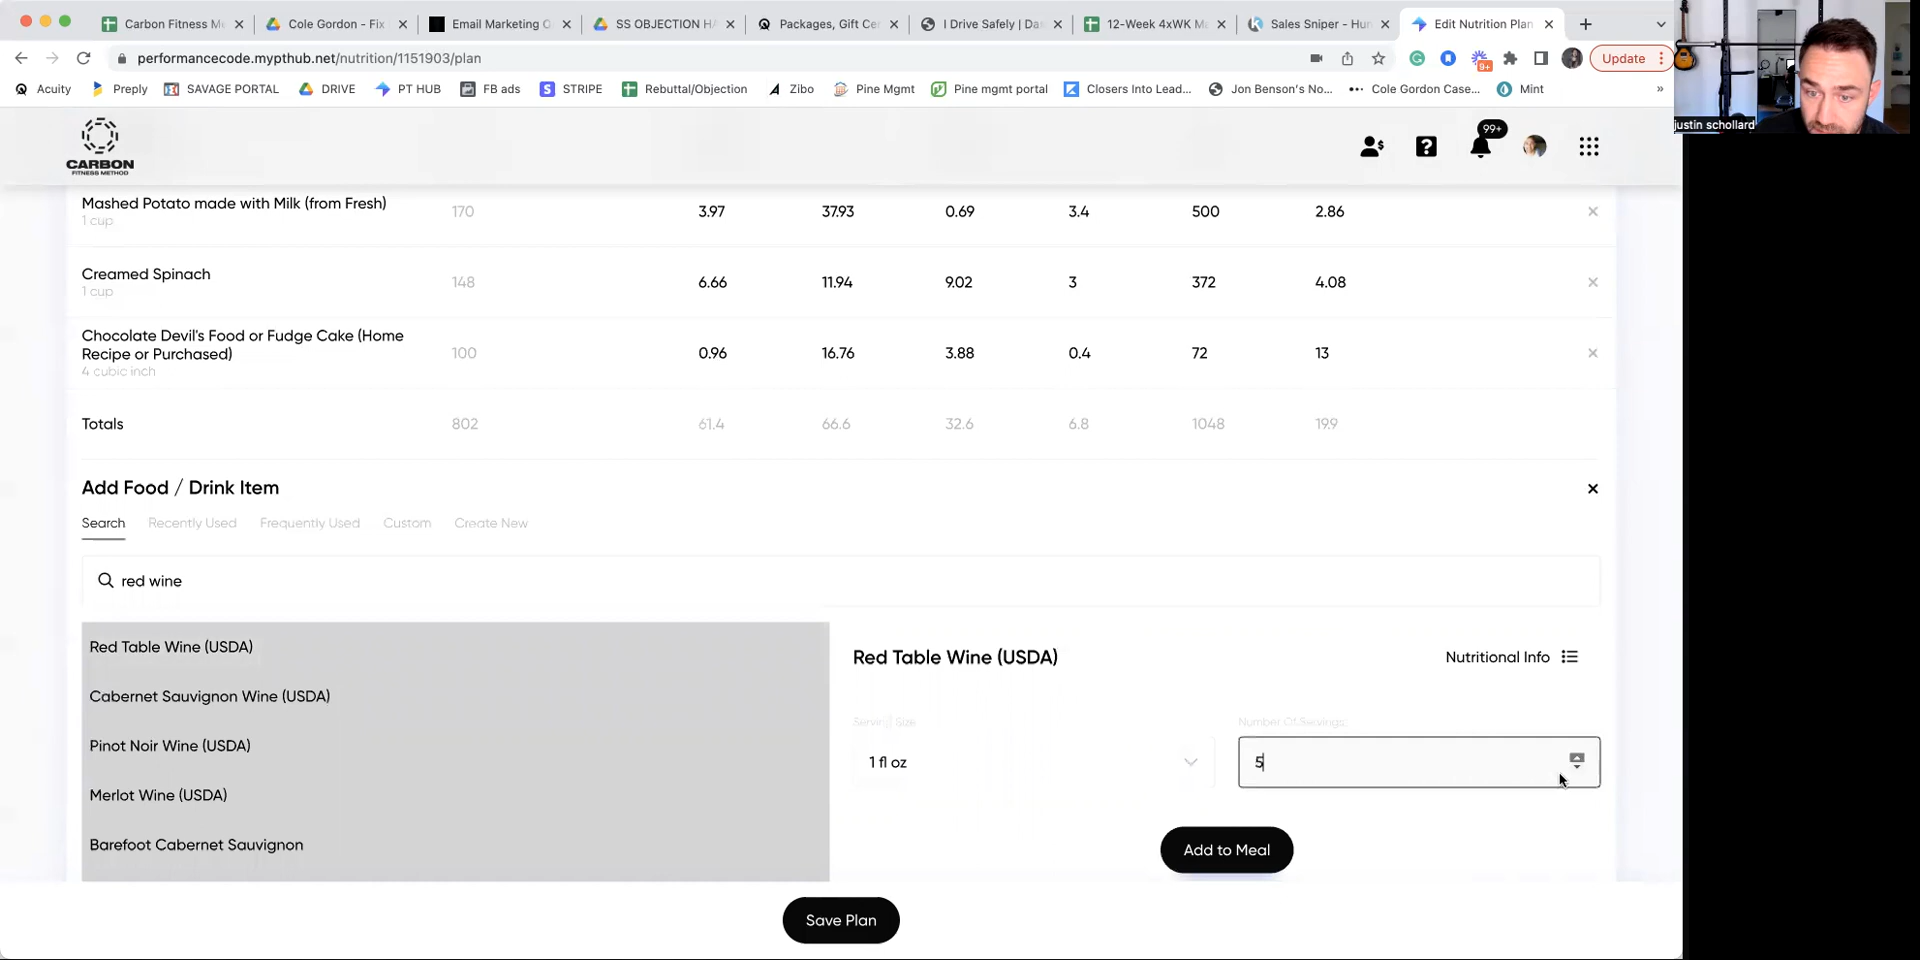 Carbon Fitness M
Cole Gordon - Fix
Email Marketing
SS OBJECTION HA
Packages, Gift Ce
I Drive Safely | Da
12-Week 4xWK M
Sales Sniper - Hu
Edit Nutrition Plan
performancecode.mypthub.net/nutrition/1151903/plan
9+
Update
Acuity
Preply
SAVAGE PORTAL
DRIVE
PT HUB
FB ads
STRIPE
Rebuttal/Objection
Zibo
Pine Mgmt
Pine mgmt portal
Closers Into Lead...
Jon Benson's No...
Cole Gordon Case...
Mint
»
justin schollard
CARBON
FITNESS METHOD
99+
Mashed Potato made with Milk (from Fresh)
1 cup
170 3.97 37.93 0.69 3.4 500 2.86
Creamed Spinach
1 cup
148 6.66 11.94 9.02 3 372 4.08
Chocolate Devil's Food or Fudge Cake (Home
Recipe or Purchased)
4 cubic inch
100 0.96 16.76 3.88 0.4 72 13
Totals 802 61.4 66.6 32.6 6.8 1048 19.9
Add Food / Drink Item
Search Recently Used Frequently Used Custom Create New
red wine
Red Table Wine (USDA)
Cabernet Sauvignon Wine (USDA)
Pinot Noir Wine (USDA)
Merlot Wine (USDA)
Barefoot Cabernet Sauvignon
Red Table Wine (USDA)
Nutritional Info
Serving Size
1 fl oz
Number Of Servings:
5
Add to Meal
Save Plan